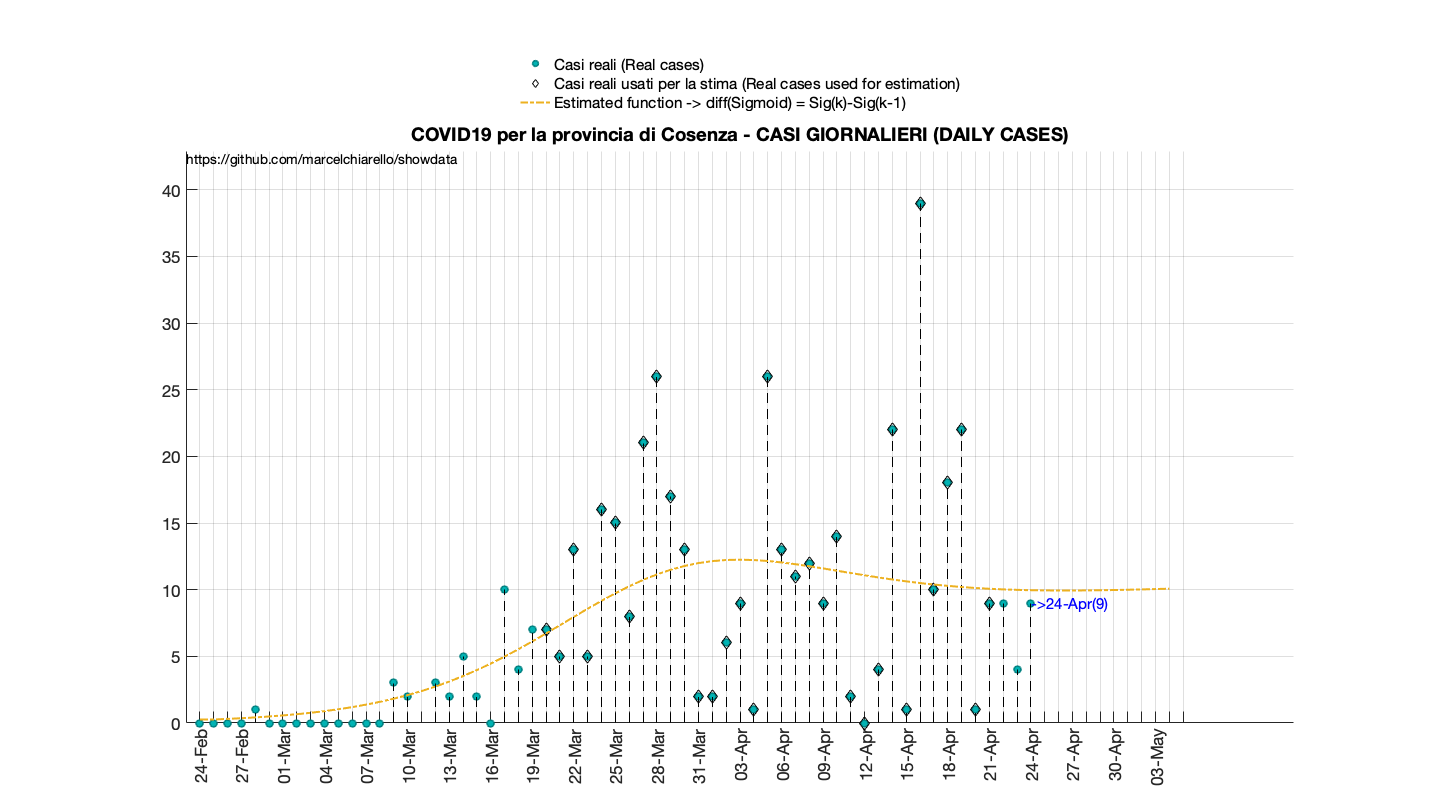 Casi reali (Real cases)
Casi reali usati per la stima (Real cases used for estimation)
Estimated function -> diff(Sigmoid) = Sig(k)-Sig(k-1)
COVID19 per la provincia di Cosenza - CASI GIORNALIERI (DAILY CASES)
https://github.com/marcelchiarello/showdata
40
35
30
25
20
15
10
5
0
->24-Apr(9)
24-Feb
27-Feb
01-Mar
04-Mar
07-Mar
10-Mar
13-Mar
16-Mar
19-Mar
22-Mar
25-Mar
28-Mar
31-Mar
03-Apr
06-Apr
09-Apr
12-Apr
15-Apr
18-Apr
21-Apr
24-Apr
27-Apr
30-Apr
03-May